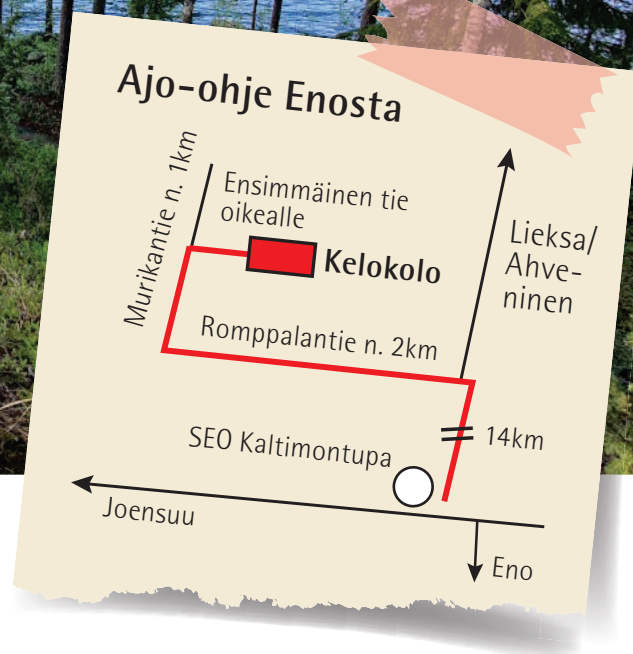 Ajo-ohje Enosta
Murikantie n. 1km
Ensimmäinen tie
oikealle
Kelokolo
Lieksa/
Ahve-
ninen
Romppalantie n. 2km
14km
SEO Kaltimontupa
Joensuu
Eno